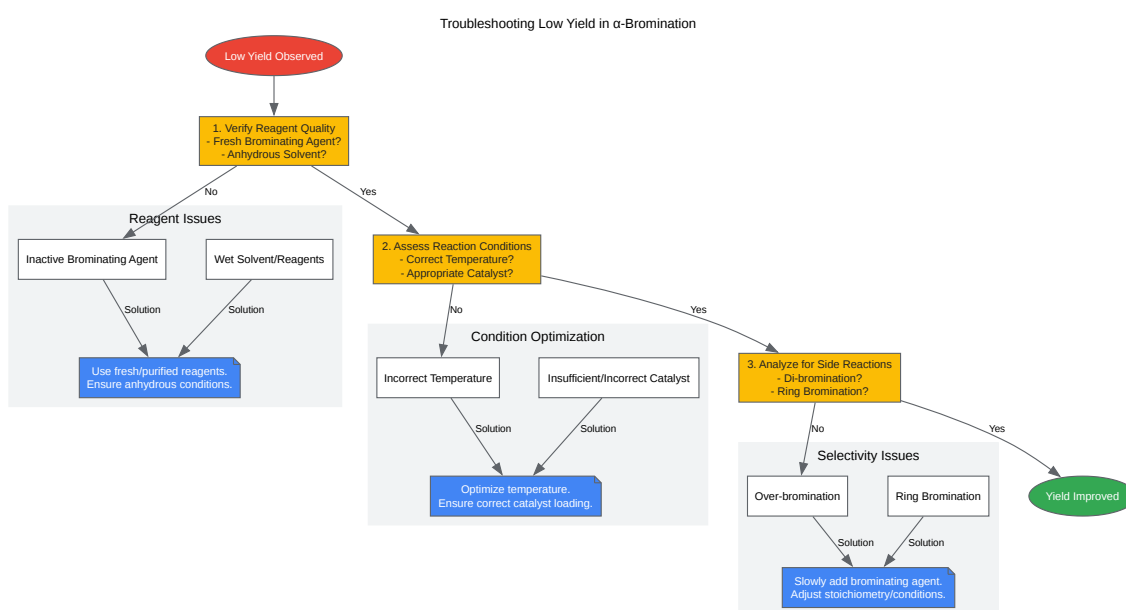 Troubleshooting Low Yield in α-Bromination
Low Yield Observed
1. Verify Reagent Quality
- Fresh Brominating Agent?
- Anhydrous Solvent?
No
Yes
Reagent Issues
Inactive Brominating Agent
Wet Solvent/Reagents
Solution
Solution
Use fresh/purified reagents.
Ensure anhydrous conditions.
2. Assess Reaction Conditions
- Correct Temperature?
- Appropriate Catalyst?
No
Yes
Condition Optimization
Incorrect Temperature
Insufficient/Incorrect Catalyst
Solution
Solution
Optimize temperature.
Ensure correct catalyst loading.
3. Analyze for Side Reactions
- Di-bromination?
- Ring Bromination?
No
Yes
Selectivity Issues
Over-bromination
Ring Bromination
Solution
Solution
Slowly add brominating agent.
Adjust stoichiometry/conditions.
Yield Improved